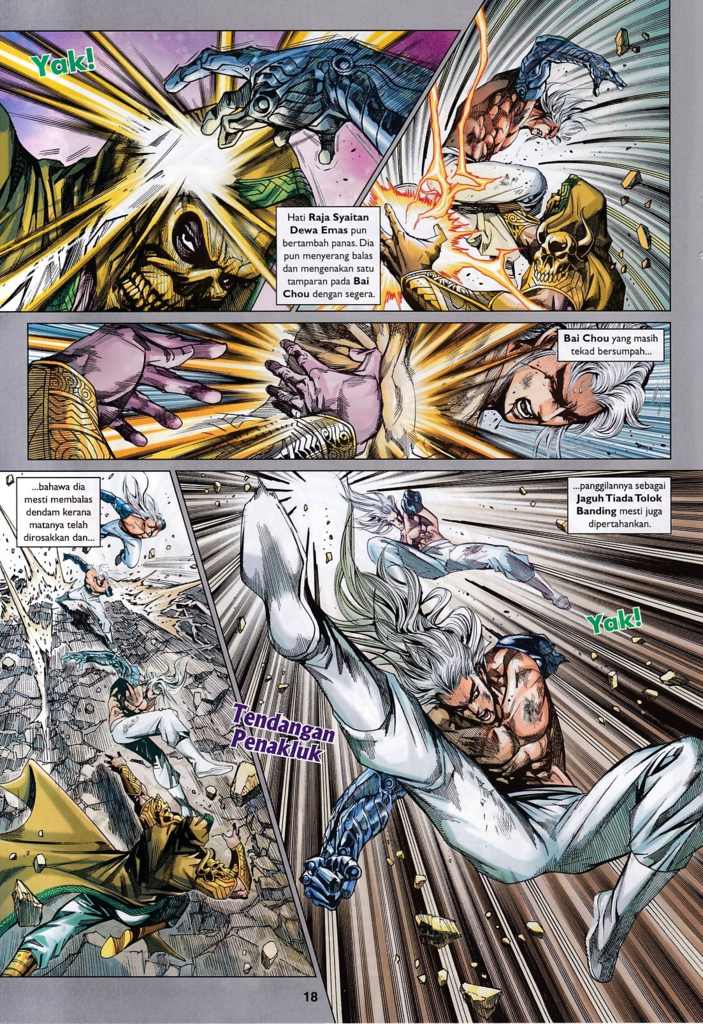 Yak!
Hati Raja Syaitan
Dewa Emas pun
bertambah panas. Dia
pun menyerang balas
dan mengenakan satu
tamparan pada Bai
Chou dengan segera.
Bai Chou yang masih
tekad bersumpah...
...bahawa dia
mesti membalas
dendam kerana
matanya telah
dirosakkan dan...
...panggilannya sebagai
Jaguh Tiada Tolok
Banding mesti juga
dipertahankan.
Yak!
Tendangan
Penakluk
18